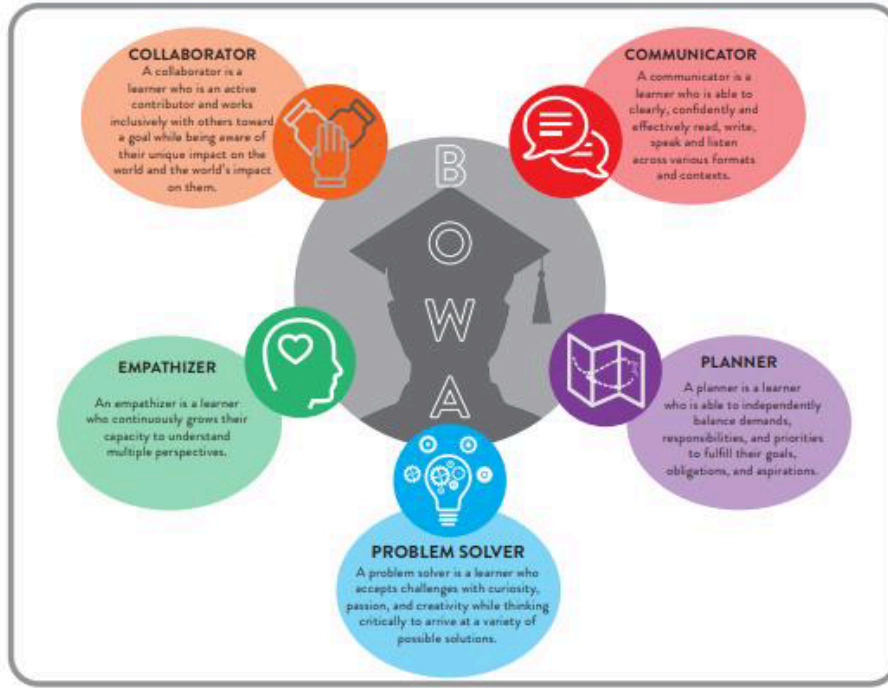 COLLABORATOR
A collaborator is a
learner who is an active
contributor and works
inclusively with others toward
a goal while being aware of
their unique impact on the
world and the world's impact
on them.
COMMUNICATOR
A communicator is a
learner who is able to
clearly, confidently and
effectively read, write,
speak and listen
across various formats
and contexts.
B
O
W
A
EMPATHIZER
An empathizer is a learner
who continuously grows their
capacity to understand
multiple perspectives.
PLANNER
A planner is a learner
who is able to independently
balance demands,
responsibilities, and priorities
to fulfill their goals,
obligations, and aspirations.
PROBLEM SOLVER
A problem solver is a learner who
accepts challenges with curiosity,
passion, and creativity while thinking
critically to arrive at a variety of
possible solutions.